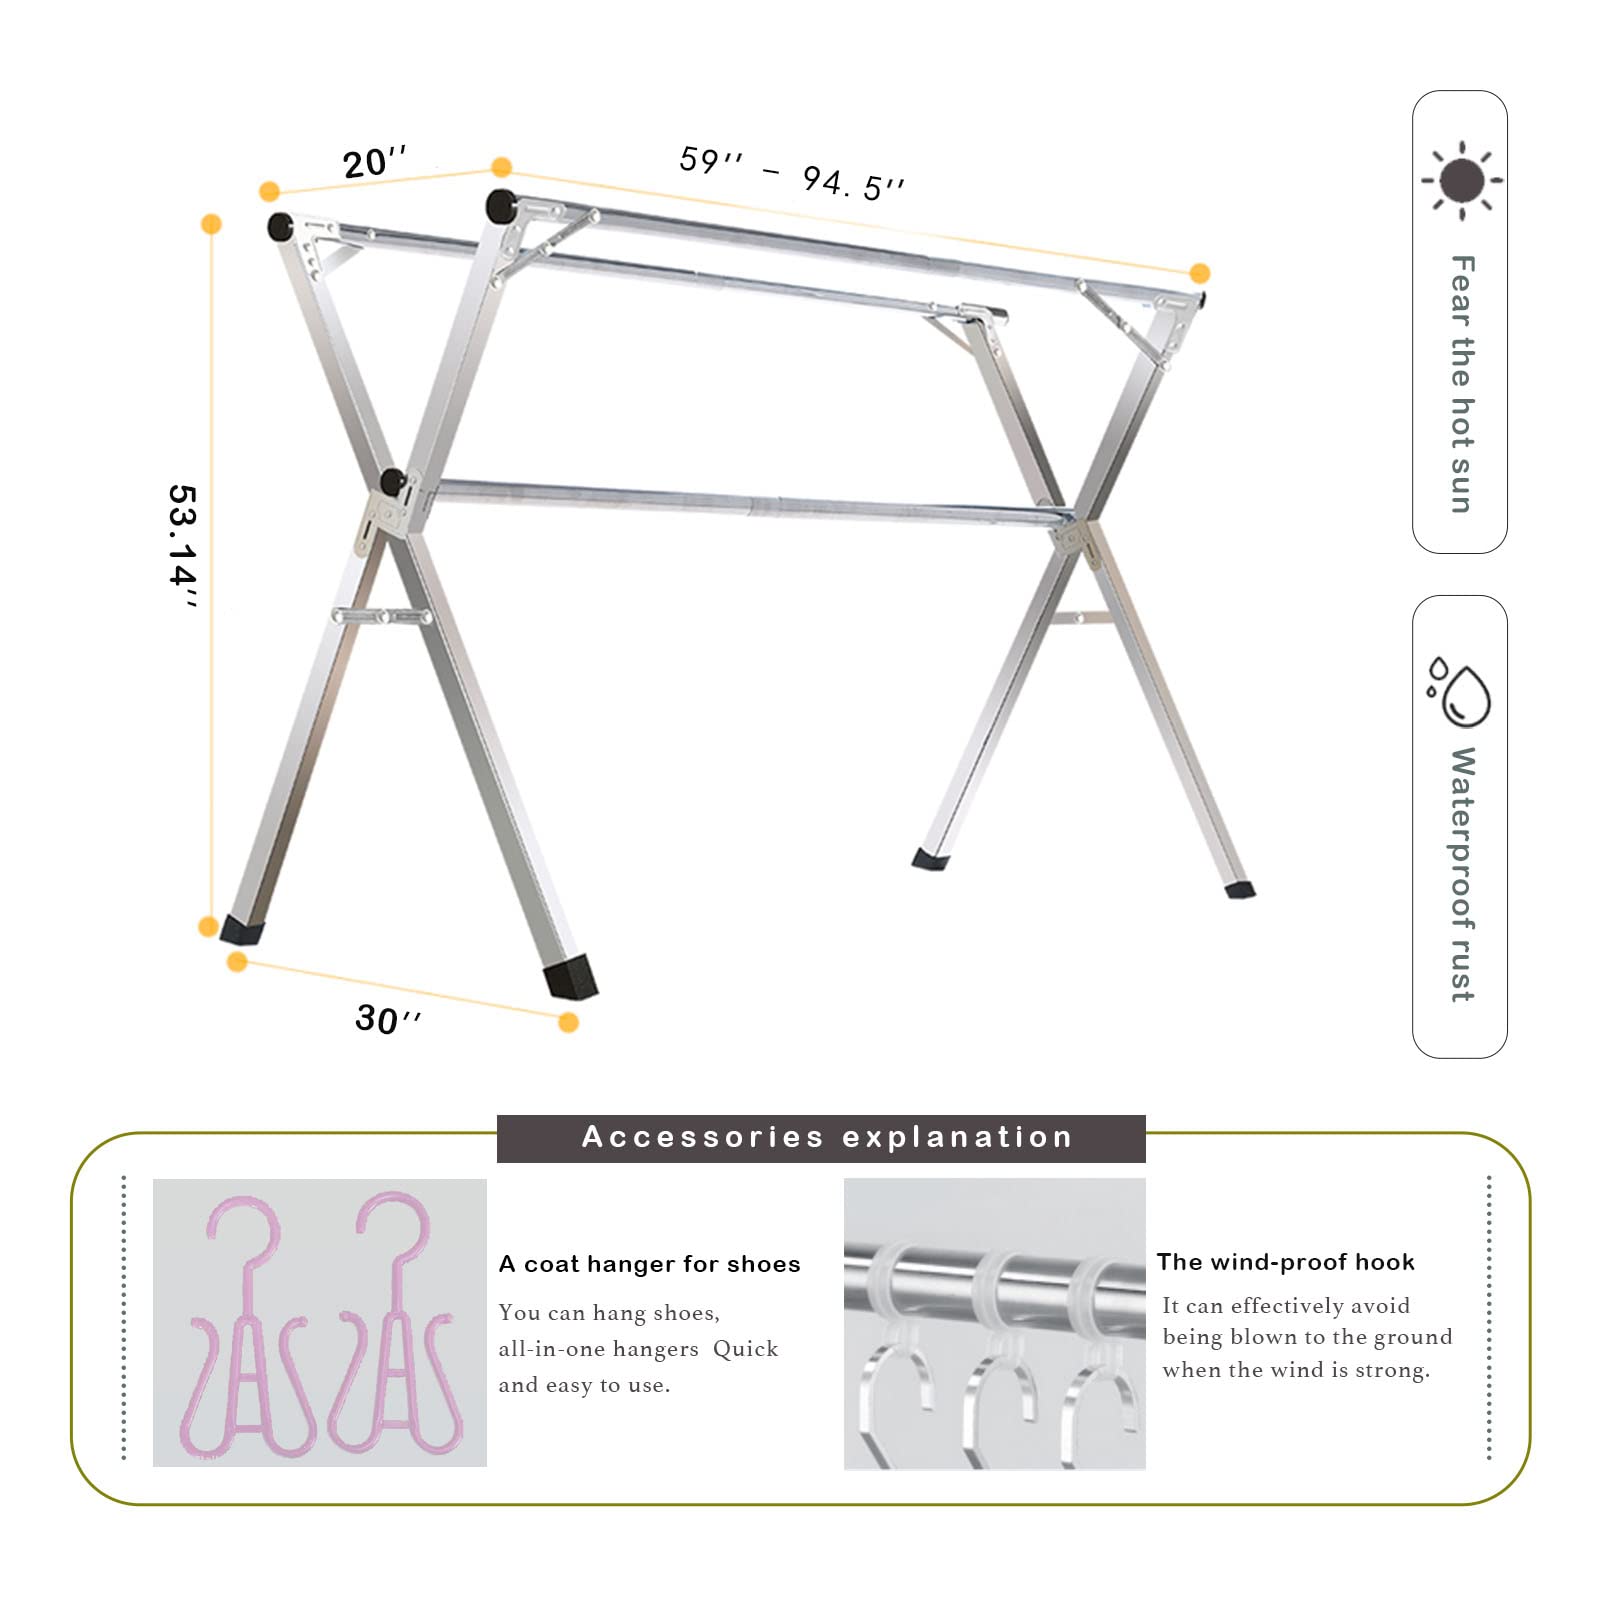 20''
59'' - 94.5''
53.14''
30''
Fear the hot sun
Waterproof rust
Accessories explanation
A coat hanger for shoes
You can hang shoes,
all-in-one hangers  Quick
and easy to use.
The wind-proof hook
It can effectively avoid
being blown to the ground
when the wind is strong.